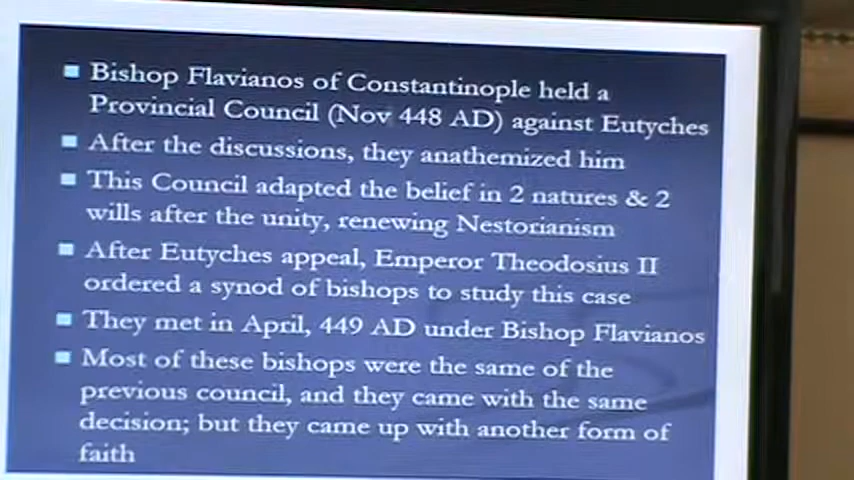 Bishop Flavianos of Constantinople held a
Provincial Council (Nov 448 AD) against Eutyches
After the discussions, they anathemized him
This Council adapted the belief in 2 natures & 2
wills after the unity, renewing Nestorianism
After Eutyches appeal, Emperor Theodosius II
ordered a synod of bishops to study this case
They met in April, 449 AD under Bishop Flavianos
Most of these bishops were the same of the
previous council, and they came with the same
decision; but they came up with another form of
faith